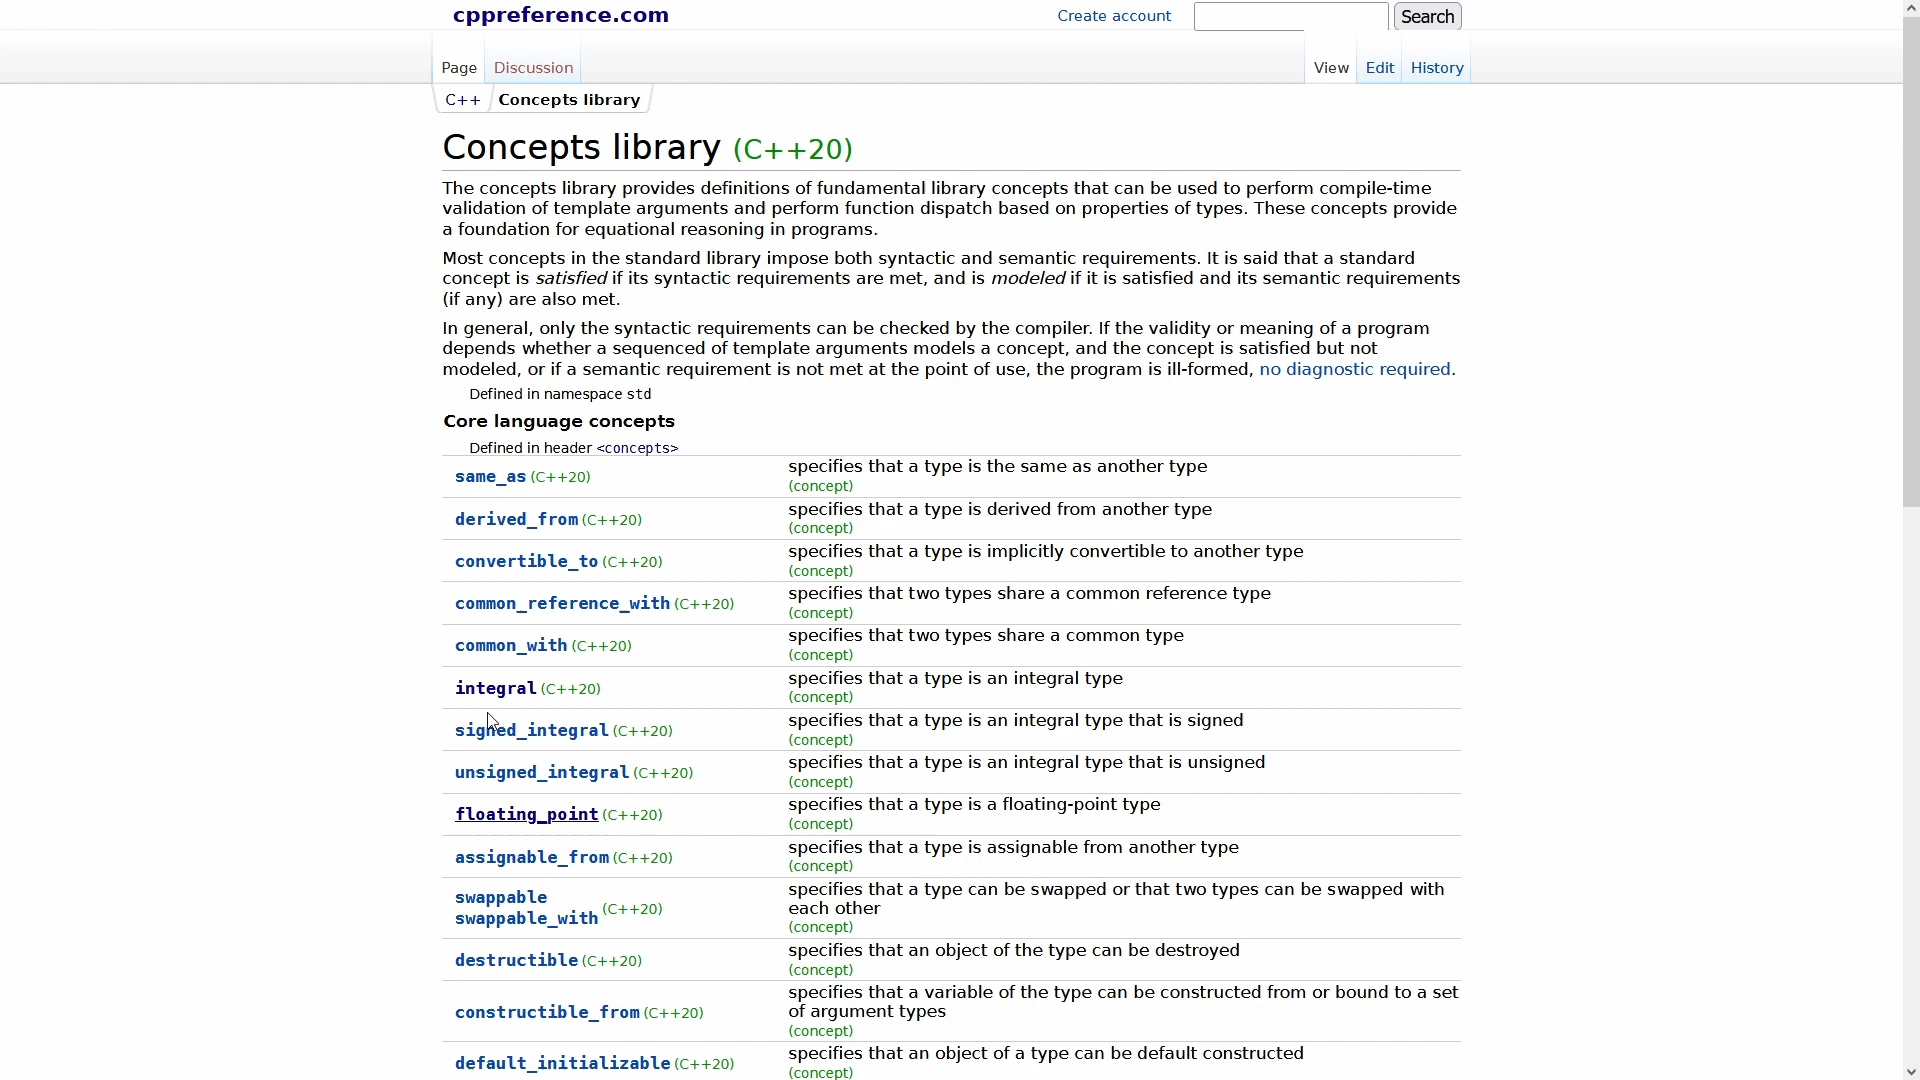 cppreference.com
Create account
Search
Page
Discussion
View
Edit
History
C++
Concepts library
Concepts library (C++20)
The concepts library provides definitions of fundamental library concepts that can be used to perform compile-time
validation of template arguments and perform function dispatch based on properties of types. These concepts provide
a foundation for equational reasoning in programs.
Most concepts in the standard library impose both syntactic and semantic requirements. It is said that a standard
concept is satisfied if its syntactic requirements are met, and is modeled if it is satisfied and its semantic requirements
(if any) are also met.
In general, only the syntactic requirements can be checked by the compiler. If the validity or meaning of a program
depends whether a sequenced of template arguments models a concept, and the concept is satisfied but not
modeled, or if a semantic requirement is not met at the point of use, the program is ill-formed, no diagnostic required.
Defined in namespace std
Core language concepts
Defined in header <concepts>
same_as (C++20)
specifies that a type is the same as another type
(concept)
derived_from (C++20)
specifies that a type is derived from another type
(concept)
convertible_to (C++20)
specifies that a type is implicitly convertible to another type
(concept)
common_reference_with (C++20)
specifies that two types share a common reference type
(concept)
common_with (C++20)
specifies that two types share a common type
(concept)
integral (C++20)
specifies that a type is an integral type
(concept)
signed_integral (C++20)
specifies that a type is an integral type that is signed
(concept)
unsigned_integral (C++20)
specifies that a type is an integral type that is unsigned
(concept)
floating_point (C++20)
specifies that a type is a floating-point type
(concept)
assignable_from (C++20)
specifies that a type is assignable from another type
(concept)
swappable
swappable_with (C++20)
specifies that a type can be swapped or that two types can be swapped with
each other
(concept)
destructible (C++20)
specifies that an object of the type can be destroyed
(concept)
constructible_from (C++20)
specifies that a variable of the type can be constructed from or bound to a set
of argument types
(concept)
default_initializable (C++20)
specifies that an object of a type can be default constructed
(concept)